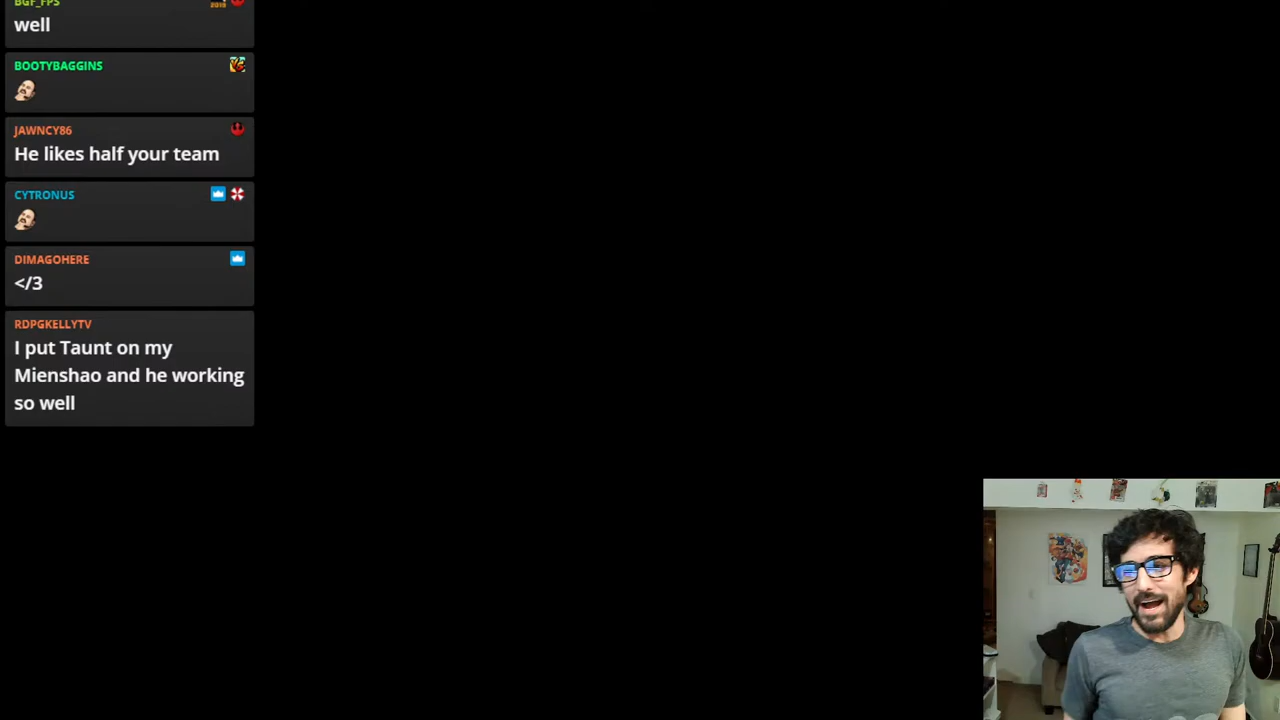 BGF_FPS
well
BOOTYBAGGINS
JAWNCY86
He likes half your team
CYTRONUS
DIMAGOHERE
</3
RDPGKELLYTV
I put Taunt on my
Mienshao and he working
so well